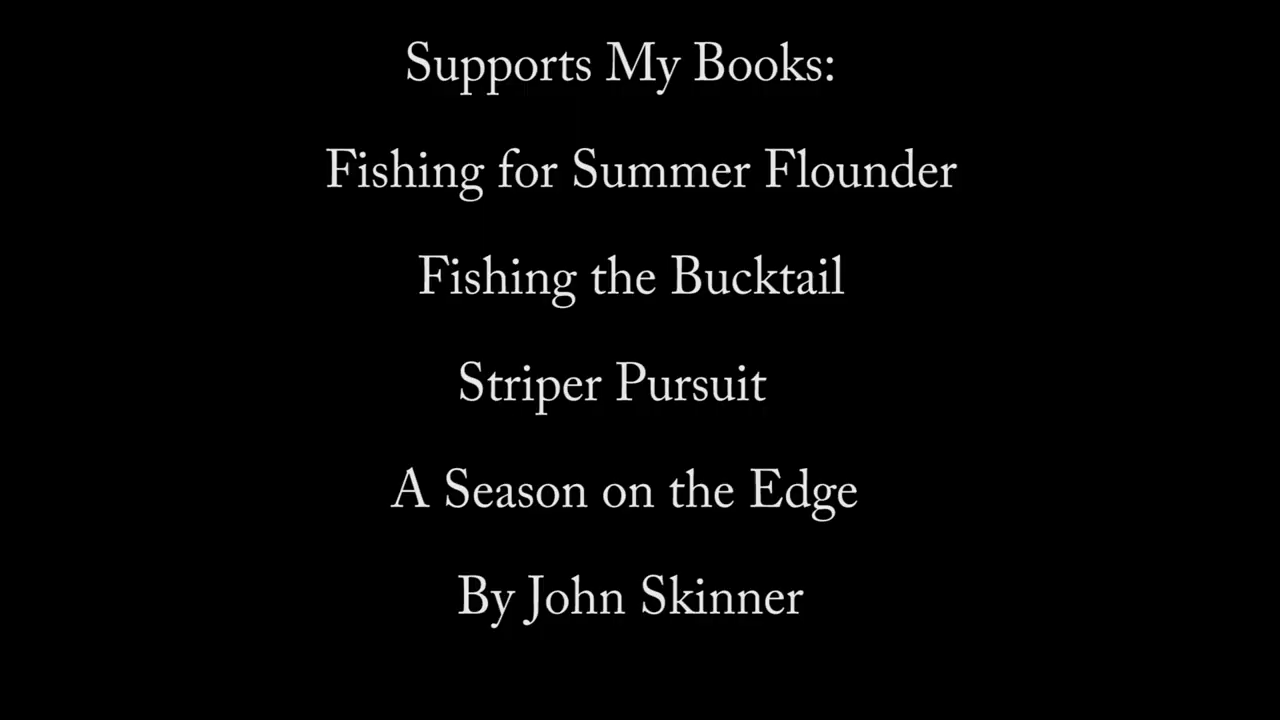 Supports My Books:
Fishing for Summer Flounder
Fishing the Bucktail
Striper Pursuit
A Season on the Edge
By John Skinner